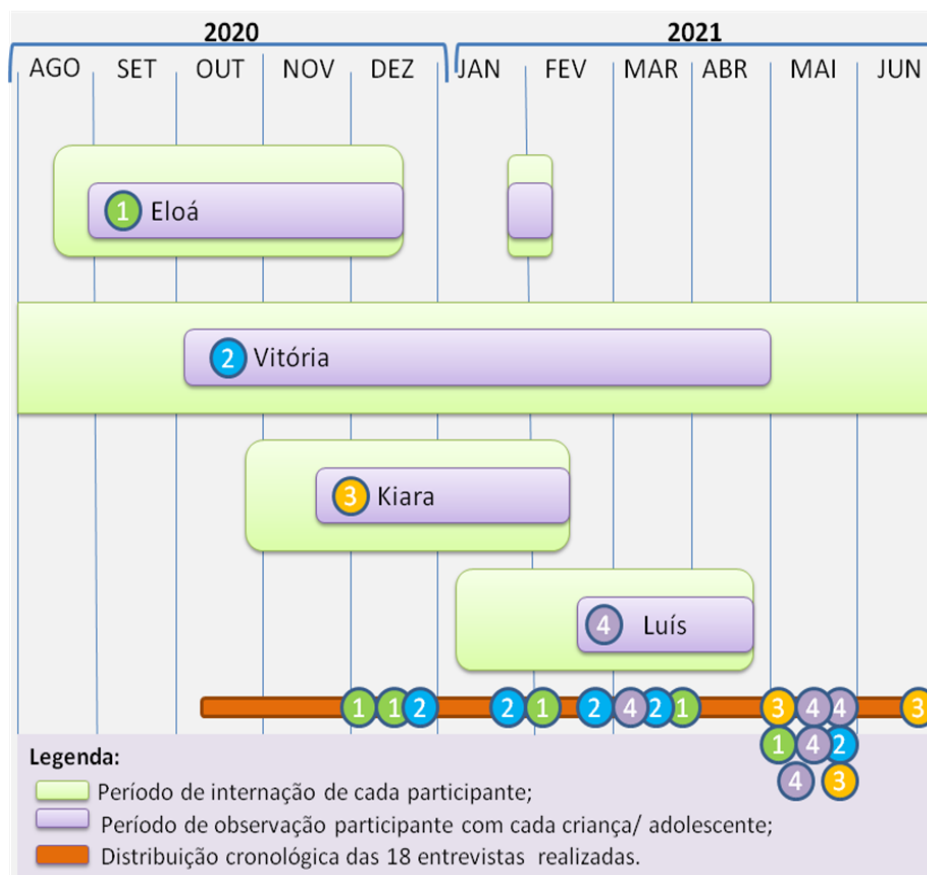 2020 2021
AGO SET OUT NOV DEZ JAN FEV MAR ABR MAI JUN
1 Eloá
2 Vitória
3 Kiara
4 Luís
1 1 2 2 1 2 4 2 1 3 4 4 3
1 4 2
4 3
Legenda:
Período de internação de cada participante;
Período de observação participante com cada criança/ adolescente;
Distribuição cronológica das 18 entrevistas realizadas.